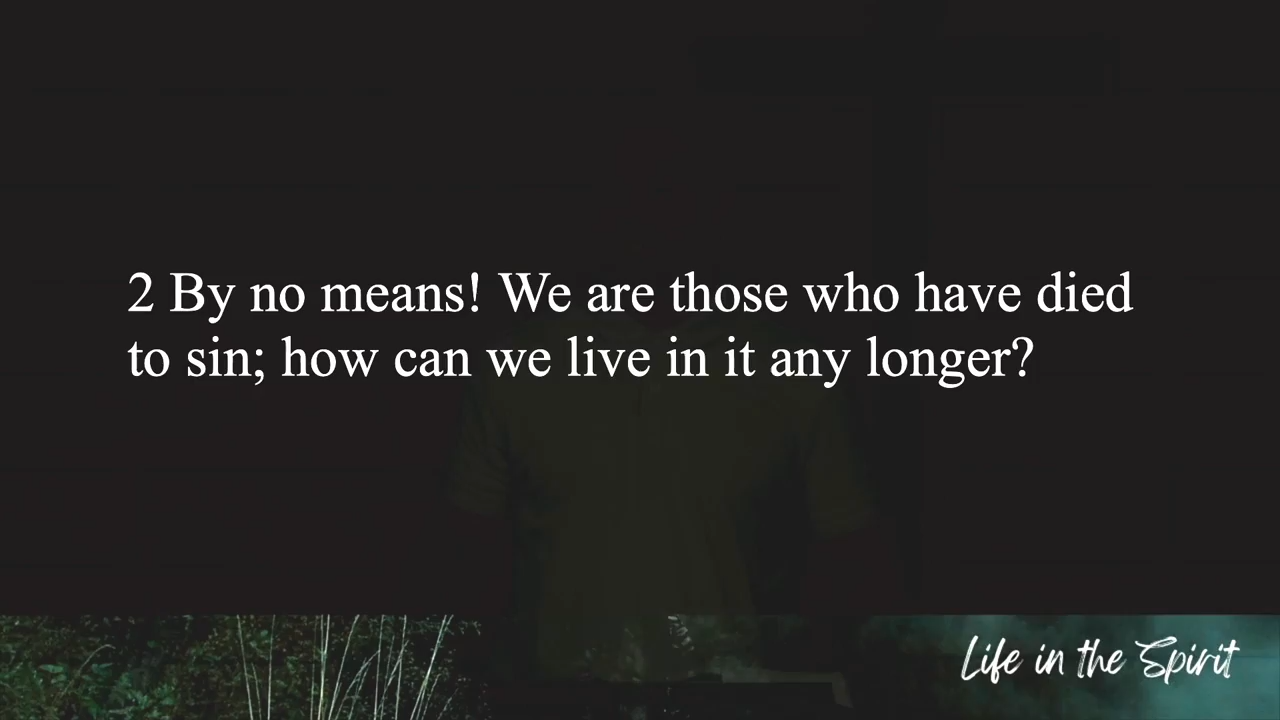 2 By no means! We are those who have died
to sin; how can we live in it any longer?
Life in the Spirit